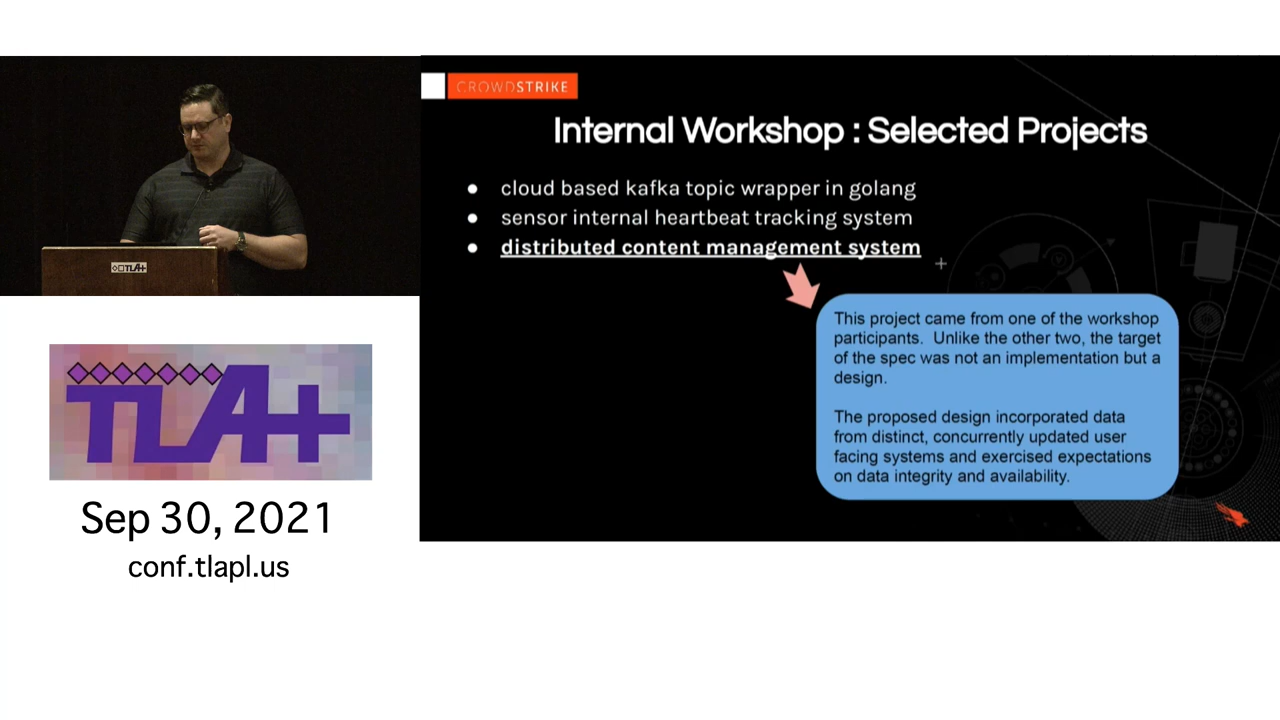 CROWDSTRIKE
Internal Workshop : Selected Projects
● cloud based kafka topic wrapper in golang
● sensor internal heartbeat tracking system
● distributed content management system
This project came from one of the workshop
participants.  Unlike the other two, the target
of the spec was not an implementation but a
design.
The proposed design incorporated data
from distinct, concurrently updated user
facing systems and exercised expectations
on data integrity and availability.
TLA+
TLA+
Sep 30, 2021
conf.tlapl.us